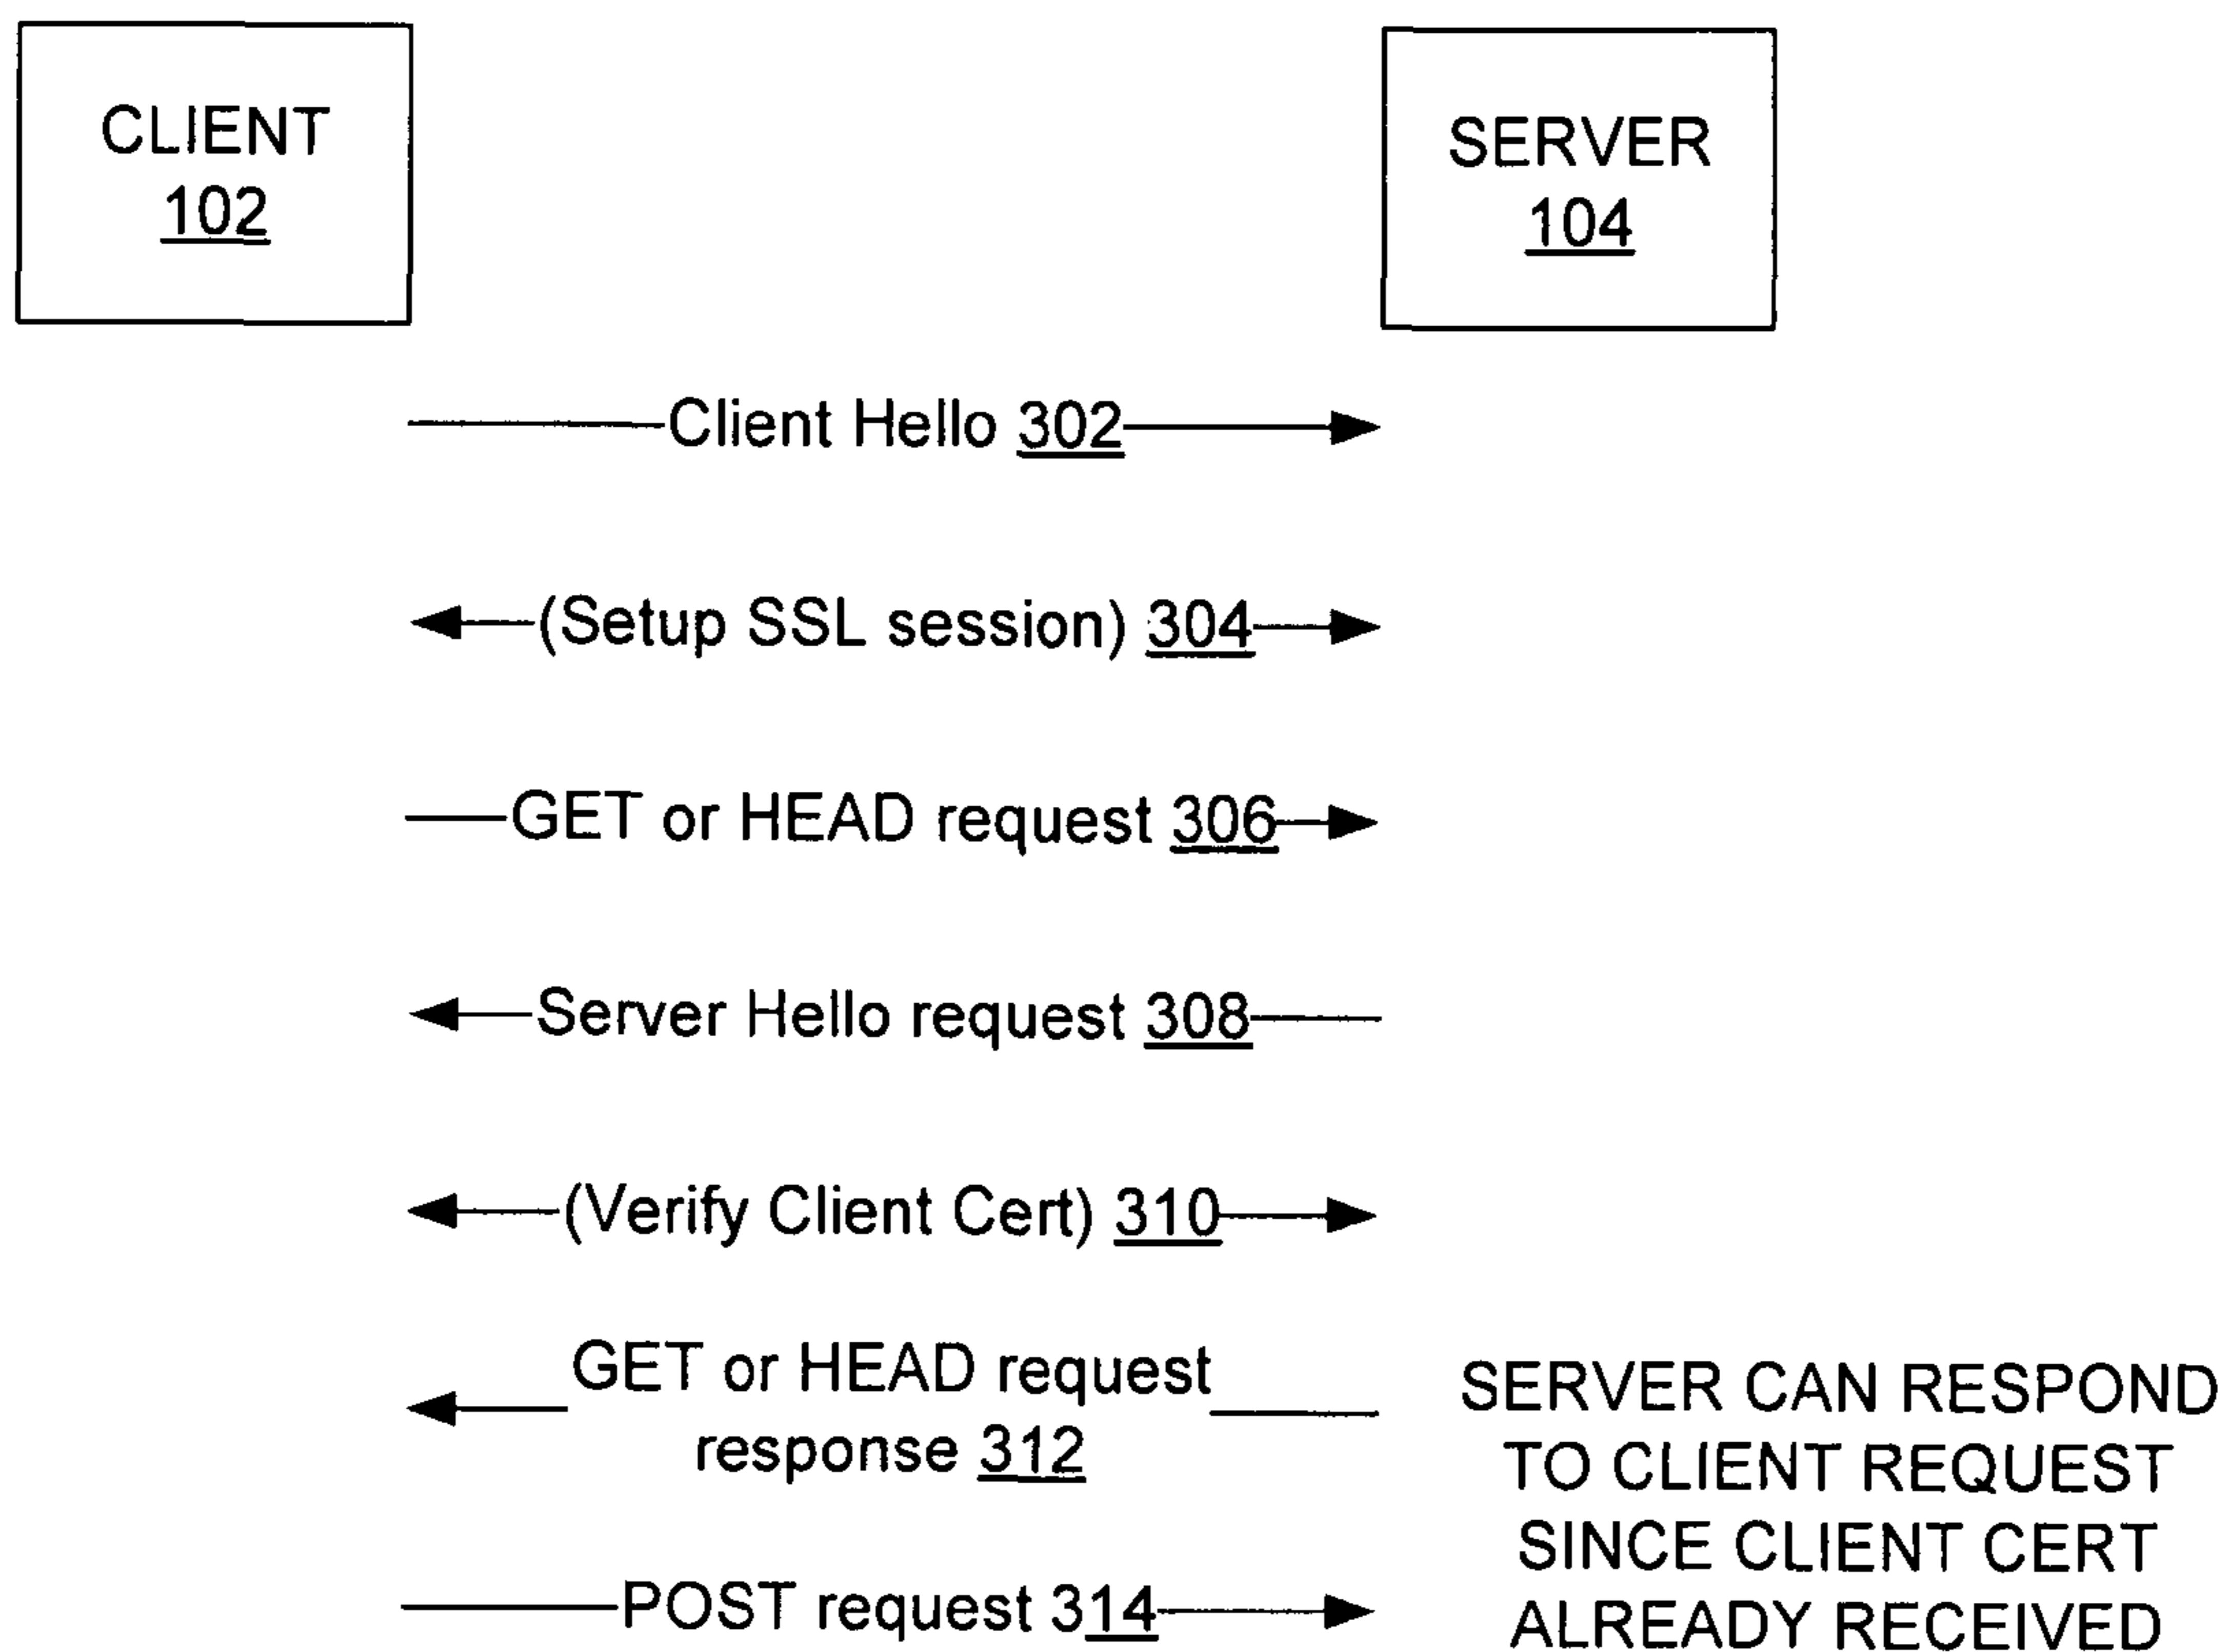 CLIENT
102
SERVER
104
Client Hello 302
(Setup SSL session) 304
GET or HEAD request 306
Server Hello request 308
(Verify Client Cert) 310
GET or HEAD request
response 312
SERVER CAN RESPOND
TO CLIENT REQUEST
SINCE CLIENT CERT
ALREADY RECEIVED
POST request 314